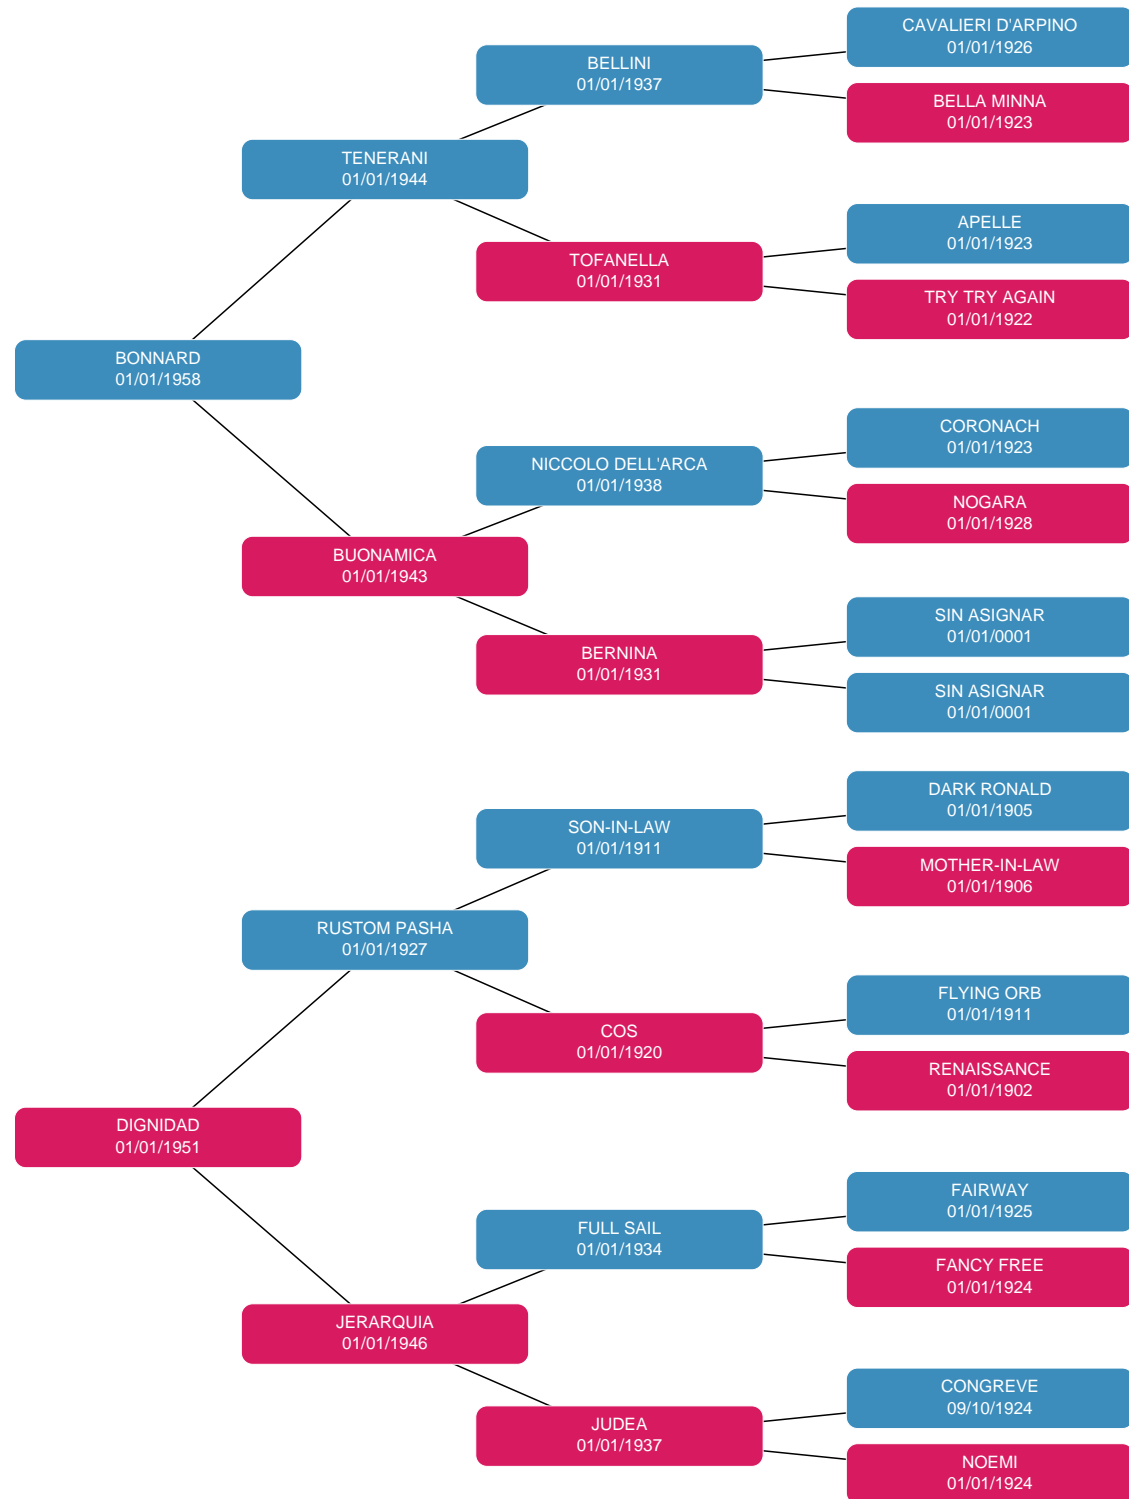 CAVALIERI D'ARPINO
01/01/1926
BELLINI
01/01/1937
BELLA MINNA
01/01/1923
TENERANI
01/01/1944
APELLE
01/01/1923
TOFANELLA
01/01/1931
TRY TRY AGAIN
01/01/1922
BONNARD
01/01/1958
CORONACH
01/01/1923
NICCOLO DELL'ARCA
01/01/1938
NOGARA
01/01/1928
BUONAMICA
01/01/1943
SIN ASIGNAR
01/01/0001
BERNINA
01/01/1931
SIN ASIGNAR
01/01/0001
DARK RONALD
01/01/1905
SON-IN-LAW
01/01/1911
MOTHER-IN-LAW
01/01/1906
RUSTOM PASHA
01/01/1927
FLYING ORB
01/01/1911
COS
01/01/1920
RENAISSANCE
01/01/1902
DIGNIDAD
01/01/1951
FAIRWAY
01/01/1925
FULL SAIL
01/01/1934
FANCY FREE
01/01/1924
JERARQUIA
01/01/1946
CONGREVE
09/10/1924
JUDEA
01/01/1937
NOEMI
01/01/1924